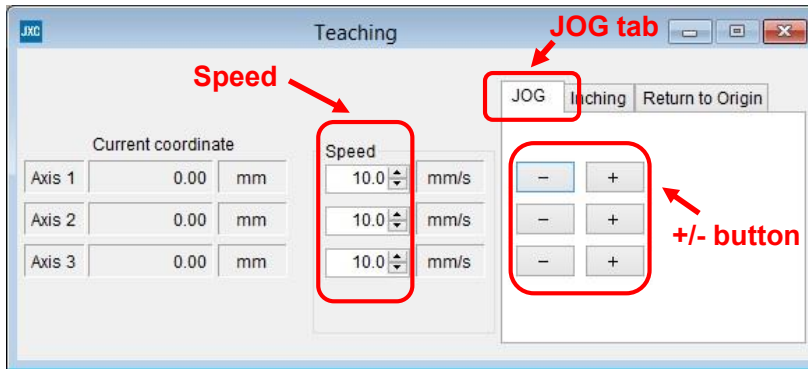 JXC Teaching JOG tab
Speed
JOG Inching Return to Origin
Current coordinate Speed
Axis 1 0.00 mm 10.0 mm/s - +
Axis 2 0.00 mm 10.0 mm/s - +
+/- button
Axis 3 0.00 mm 10.0 mm/s - +